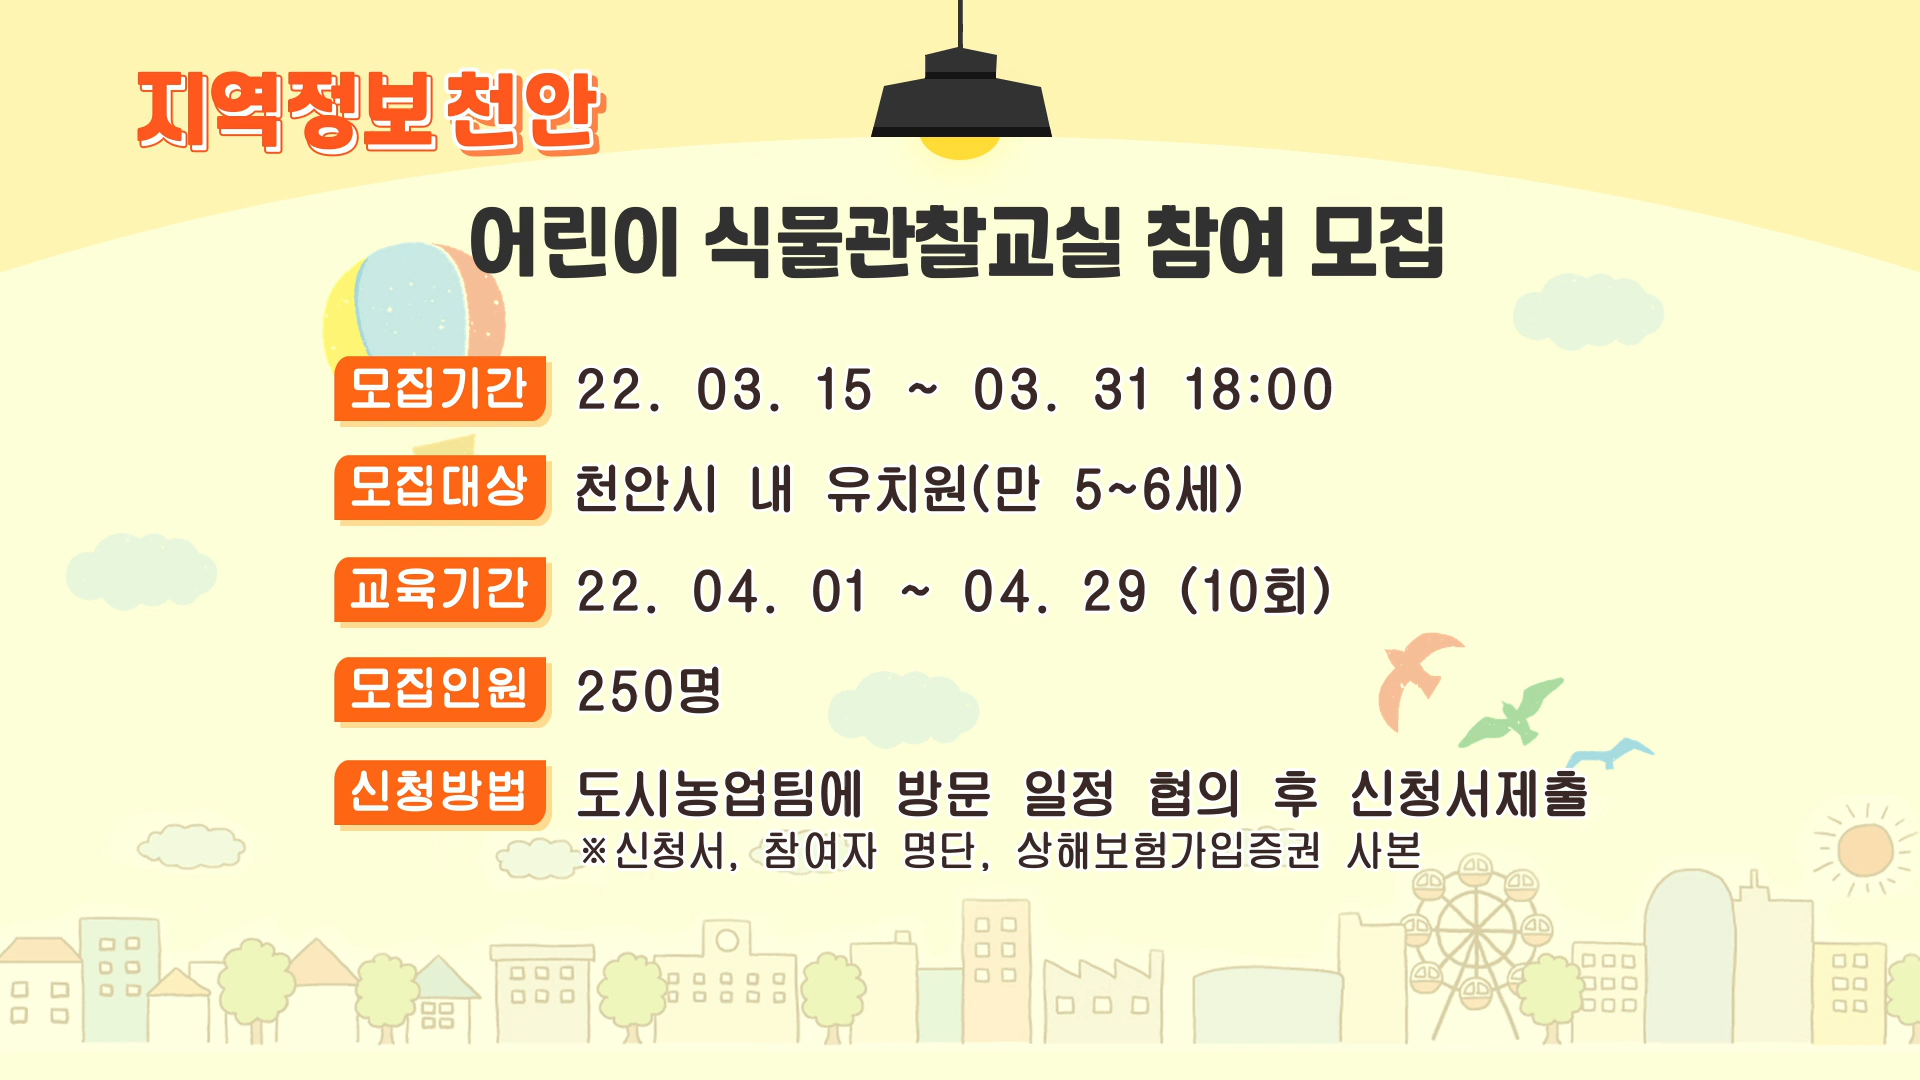 지역정보 천안
어린이 식물관찰교실 참여 모집
모집기간 22. 03. 15 ~ 03. 31 18:00
모집대상 천안시 내 유치원(만 5~6세)
교육기간 22. 04. 01 ~ 04. 29 (10회)
모집인원 250명
신청방법 도시농업팀에 방문 일정 협의 후 신청서제출
※신청서, 참여자 명단, 상해보험가입증권 사본